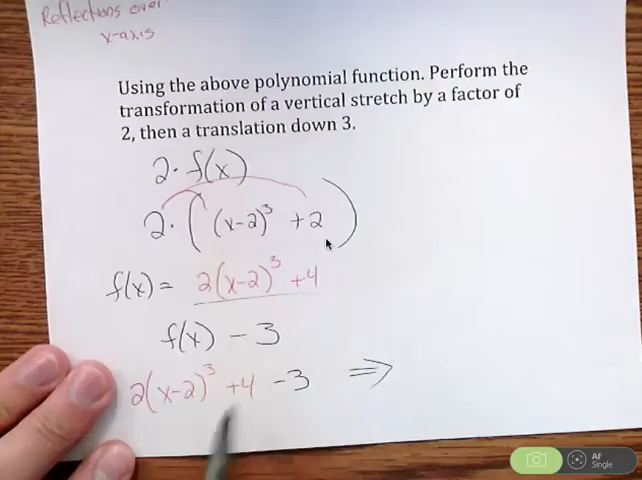 Reflections over
x-axis
Using the above polynomial function. Perform the
transformation of a vertical stretch by a factor of
2, then a translation down 3.
2· f(x)
2· ( (x-2)³ +2 )
f(x) = 2(x-2)³ +4
f(x) - 3
2(x-2)³ +4 -3 ⇒
AF
Single